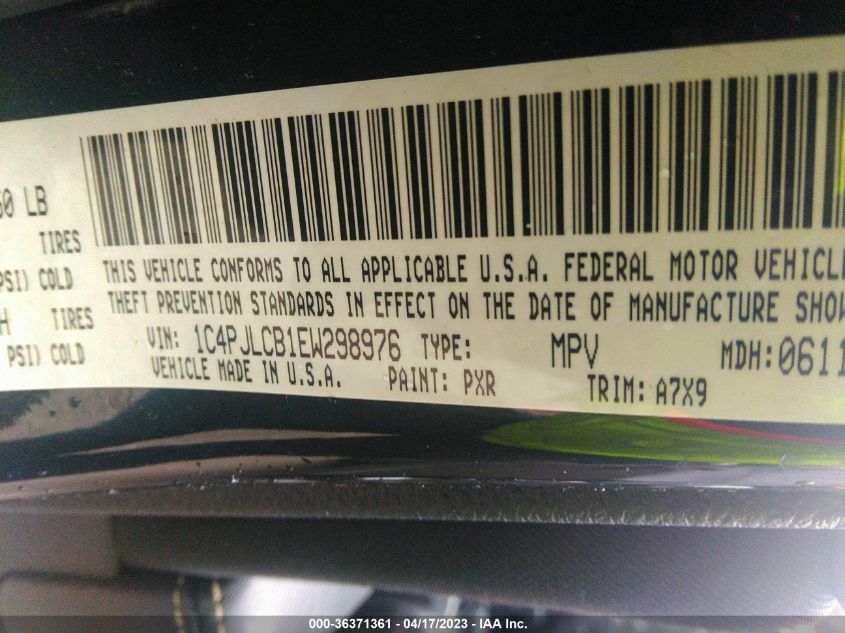 60 LB
TIRES
PSI) COLD
H TIRES
PSI) COLD
THIS VEHICLE CONFORMS TO ALL APPLICABLE U.S.A. FEDERAL MOTOR VEHICLE
THEFT PREVENTION STANDARDS IN EFFECT ON THE DATE OF MANUFACTURE SHOW
VIN: 1C4PJLCB1EW298976 TYPE: MPV MDH: 0611
VEHICLE MADE IN U.S.A. PAINT: PXR TRIM: A7X9
000-36371361 - 04/17/2023 - IAA Inc.